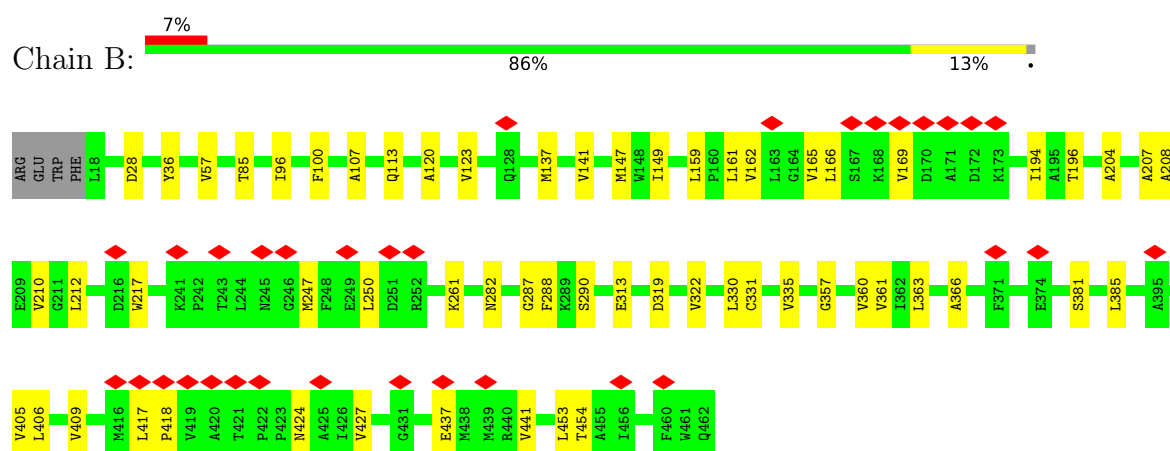 7%
Chain B:
86% 13% •
ARG GLU TRP PHE L18 D28 Y36 V57 T85 I96 F100 A107 Q113 A120 V123 Q128 M137 V141 M147 W148 I149 L159 P160 L161 V162 L163 G164 V165 L166 S167 K168 V169 D170 A171 D172 K173 I194 A195 T196 A204 A207 A208
E209 V210 G211 L212 D216 W217 K241 P242 T243 L244 N245 G246 M247 F248 E249 L250 D251 R252 K261 N282 G287 F288 K289 S290 E313 D319 V322 L330 C331 V335 G357 V360 V361 I362 L363 A366 F371 E374 S381 L385 A395
V405 L406 V409 M416 L417 P418 V419 A420 T421 P422 P423 N424 A425 I426 V427 G431 E437 M438 M439 R440 V441 L453 T454 A455 I456 F460 W461 Q462